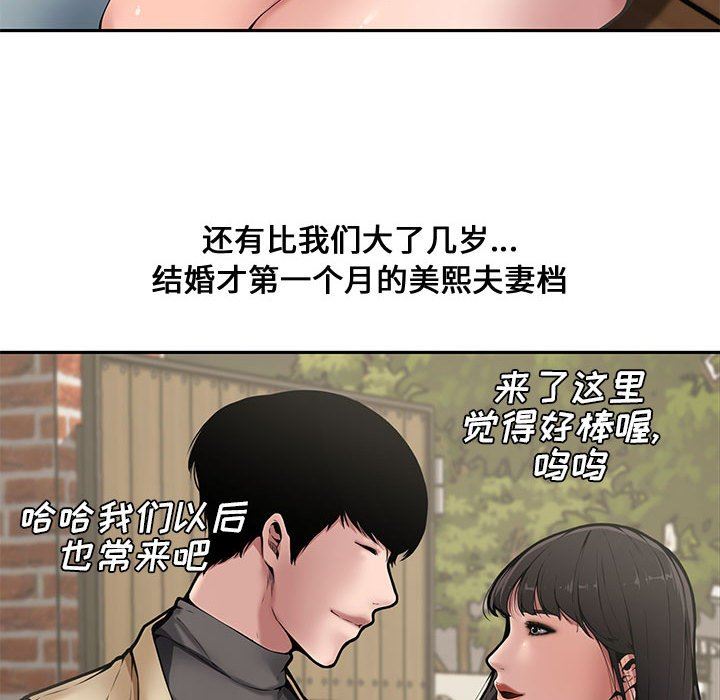 还有比我们大了几岁...
结婚才第一个月的美熙夫妻档
来了这里
觉得好棒喔,
呜呜
哈哈我们以后
也常来吧